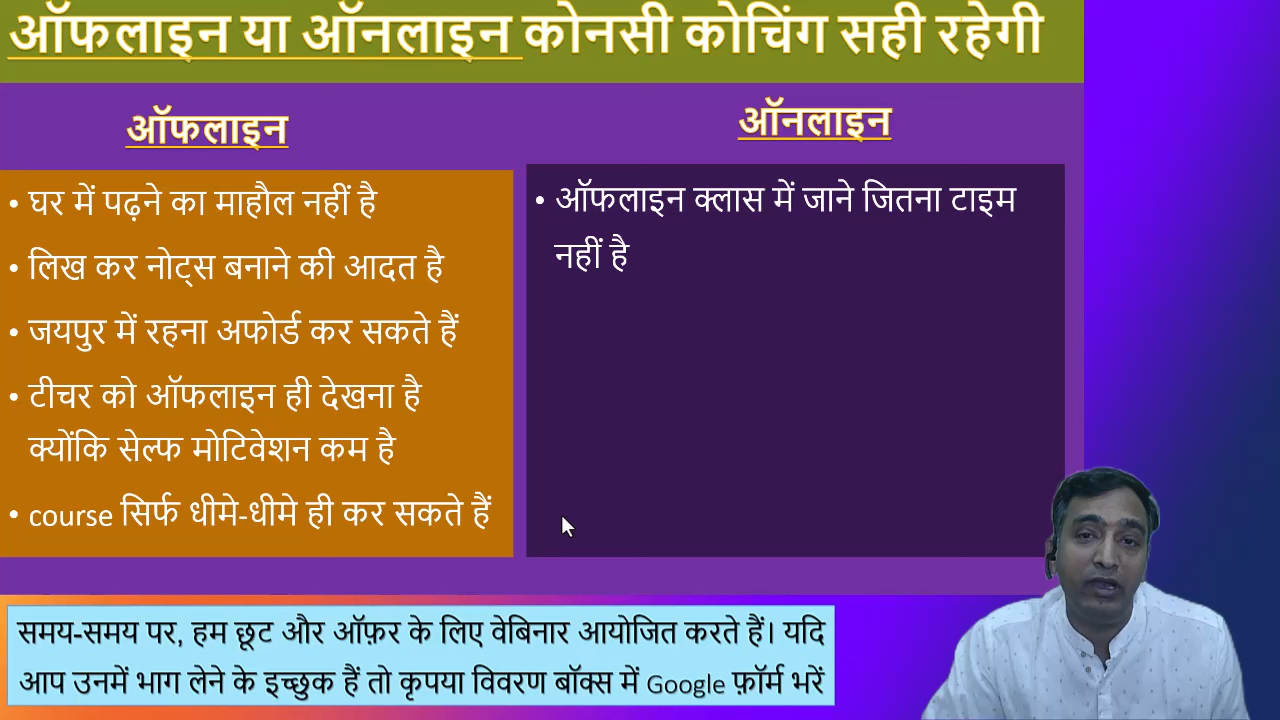 ऑफलाइन या ऑनलाइन कोनसी कोचिंग सही रहेगी
ऑफलाइन
• घर में पढ़ने का माहौल नहीं है
• लिख कर नोट्स बनाने की आदत है
• जयपुर में रहना अफोर्ड कर सकते हैं
• टीचर को ऑफलाइन ही देखना है
क्योंकि सेल्फ मोटिवेशन कम है
• course सिर्फ धीमे-धीमे ही कर सकते हैं
ऑनलाइन
• ऑफलाइन क्लास में जाने जितना टाइम
नहीं है
समय-समय पर, हम छूट और ऑफ़र के लिए वेबिनार आयोजित करते हैं। यदि
आप उनमें भाग लेने के इच्छुक हैं तो कृपया विवरण बॉक्स में Google फ़ॉर्म भरें